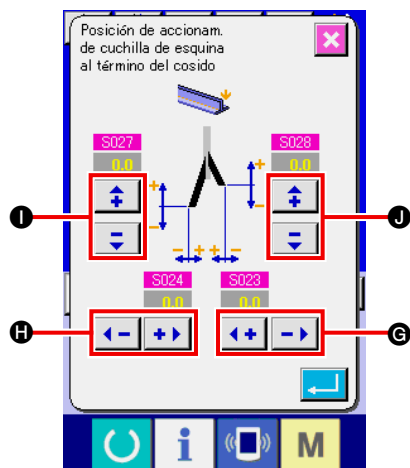 Posición de accionam.
de cuchilla de esquina
al término del cosido
S027
0.0
S028
0.0
I
J
S024
0.0
S023
0.0
H
G
i
M